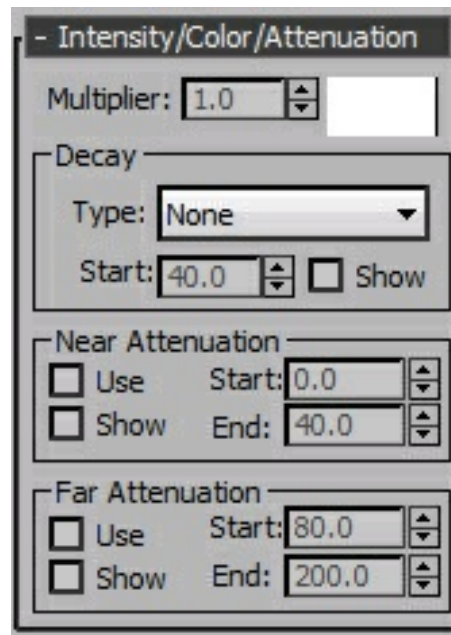 - Intensity/Color/Attenuation
Multiplier: 1.0
Decay
Type: None
Start: 40.0 Show
Near Attenuation
Use Start: 0.0
Show End: 40.0
Far Attenuation
Use Start: 80.0
Show End: 200.0